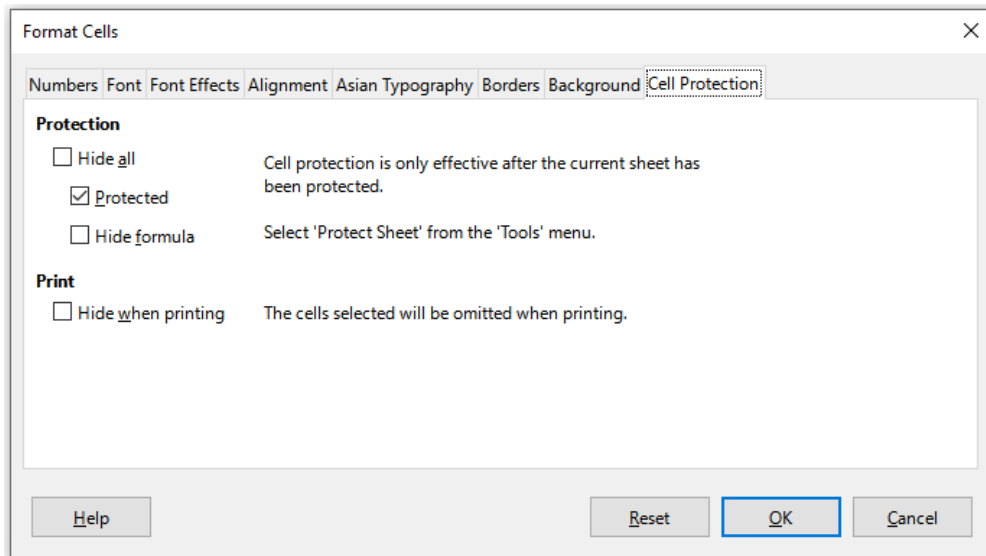 Format Cells
Numbers Font Font Effects Alignment Asian Typography Borders Background Cell Protection
Protection
Hide all
Cell protection is only effective after the current sheet has
been protected.
Protected
Hide formula
Select 'Protect Sheet' from the 'Tools' menu.
Print
Hide when printing
The cells selected will be omitted when printing.
Help
Reset
OK
Cancel